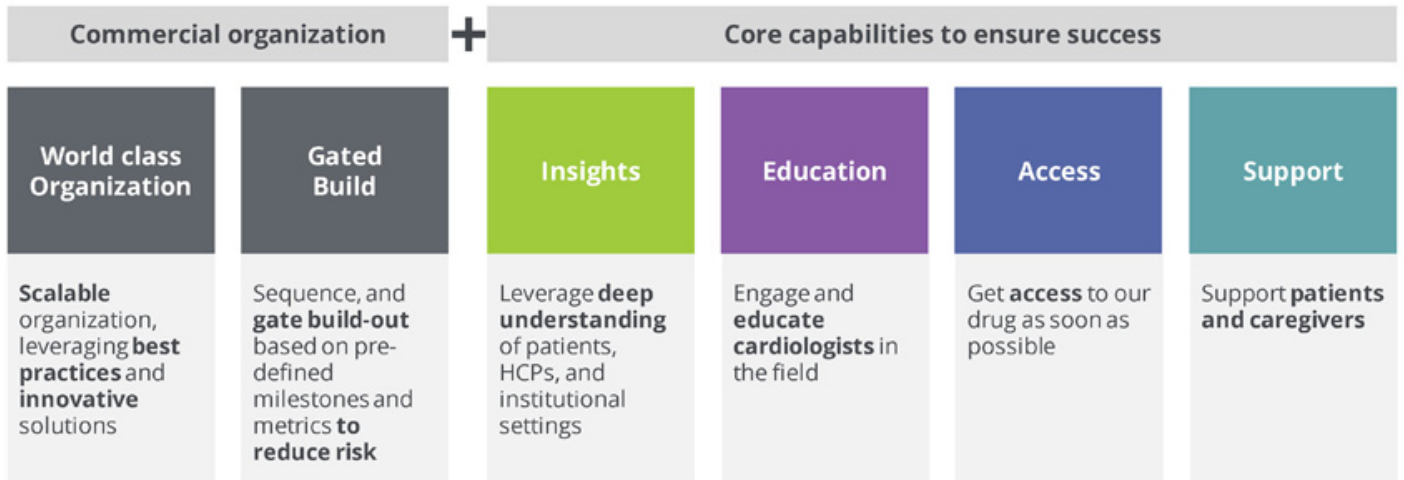 Commercial organization
+
Core capabilities to ensure success
World class
Organization
Gated
Build
Insights
Education
Access
Support
Scalable
organization,
leveraging best
practices and
innovative
solutions
Sequence, and
gate build-out
based on pre-
defined
milestones and
metrics to
reduce risk
Leverage deep
understanding
of patients,
HCPs, and
institutional
settings
Engage and
educate
cardiologists in
the field
Get access to our
drug as soon as
possible
Support patients
and caregivers